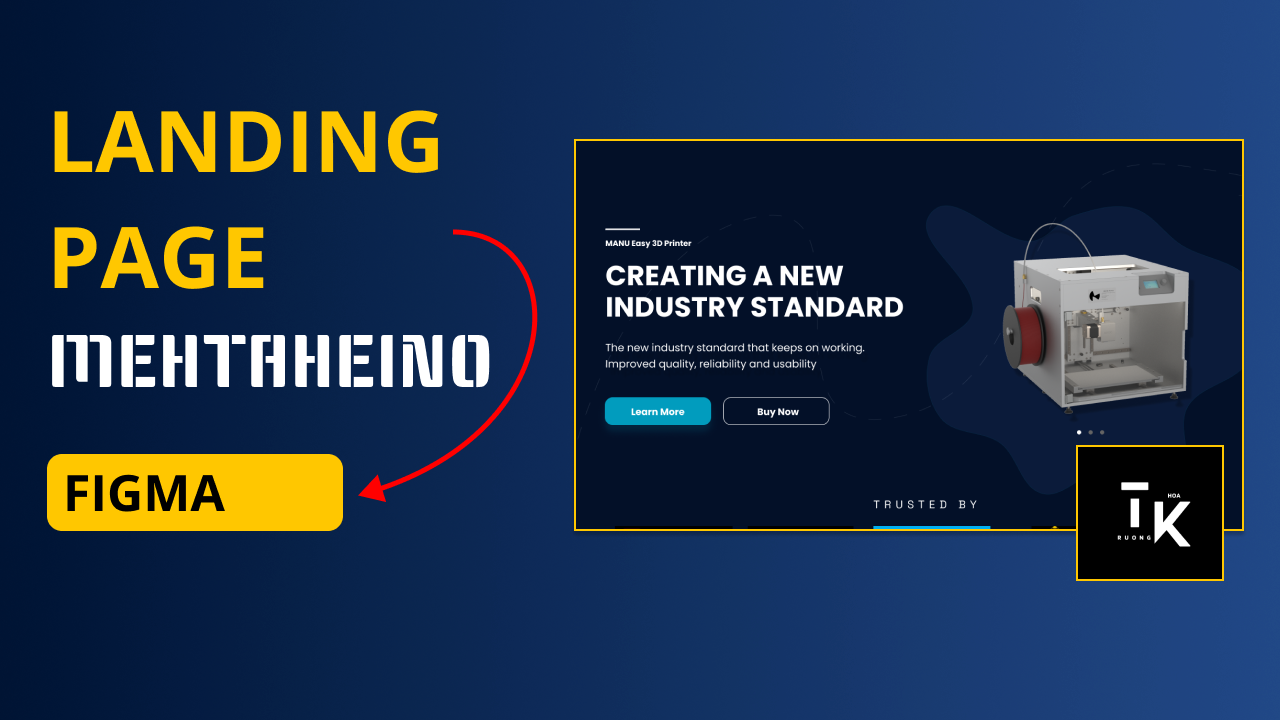 LANDING
PAGE
MEHTAHEINO
FIGMA
MANU Easy 3D Printer
CREATING A NEW
INDUSTRY STANDARD
The new industry standard that keeps on working.
Improved quality, reliability and usability
Learn More
Buy Now
TRUSTED BY
T
HOA
RUONG
K